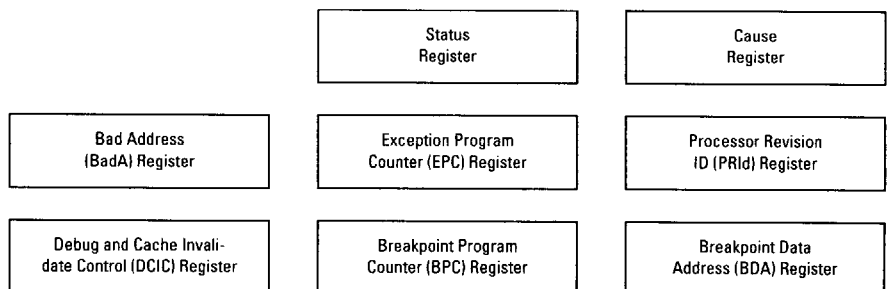 Status
Register
Cause
Register
Bad Address
(BadA) Register
Exception Program
Counter (EPC) Register
Processor Revision
ID (PRId) Register
Debug and Cache Invali-
date Control (DCIC) Register
Breakpoint Program
Counter (BPC) Register
Breakpoint Data
Address (BDA) Register